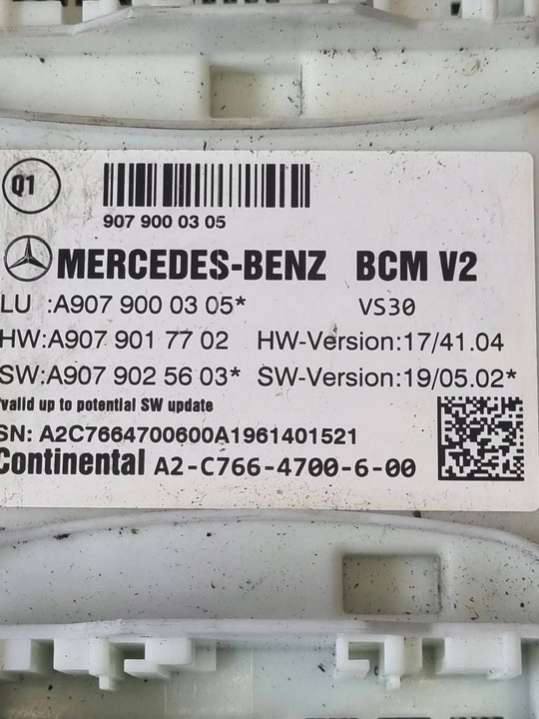 Q1
907 900 03 05
MERCEDES-BENZ BCM V2
LU :A907 900 03 05* VS30
HW:A907 901 77 02 HW-Version:17/41.04
SW:A907 902 56 03* SW-Version:19/05.02*
*valid up to potential SW update
SN: A2C7664700600A1961401521
Continental A2-C766-4700-6-00